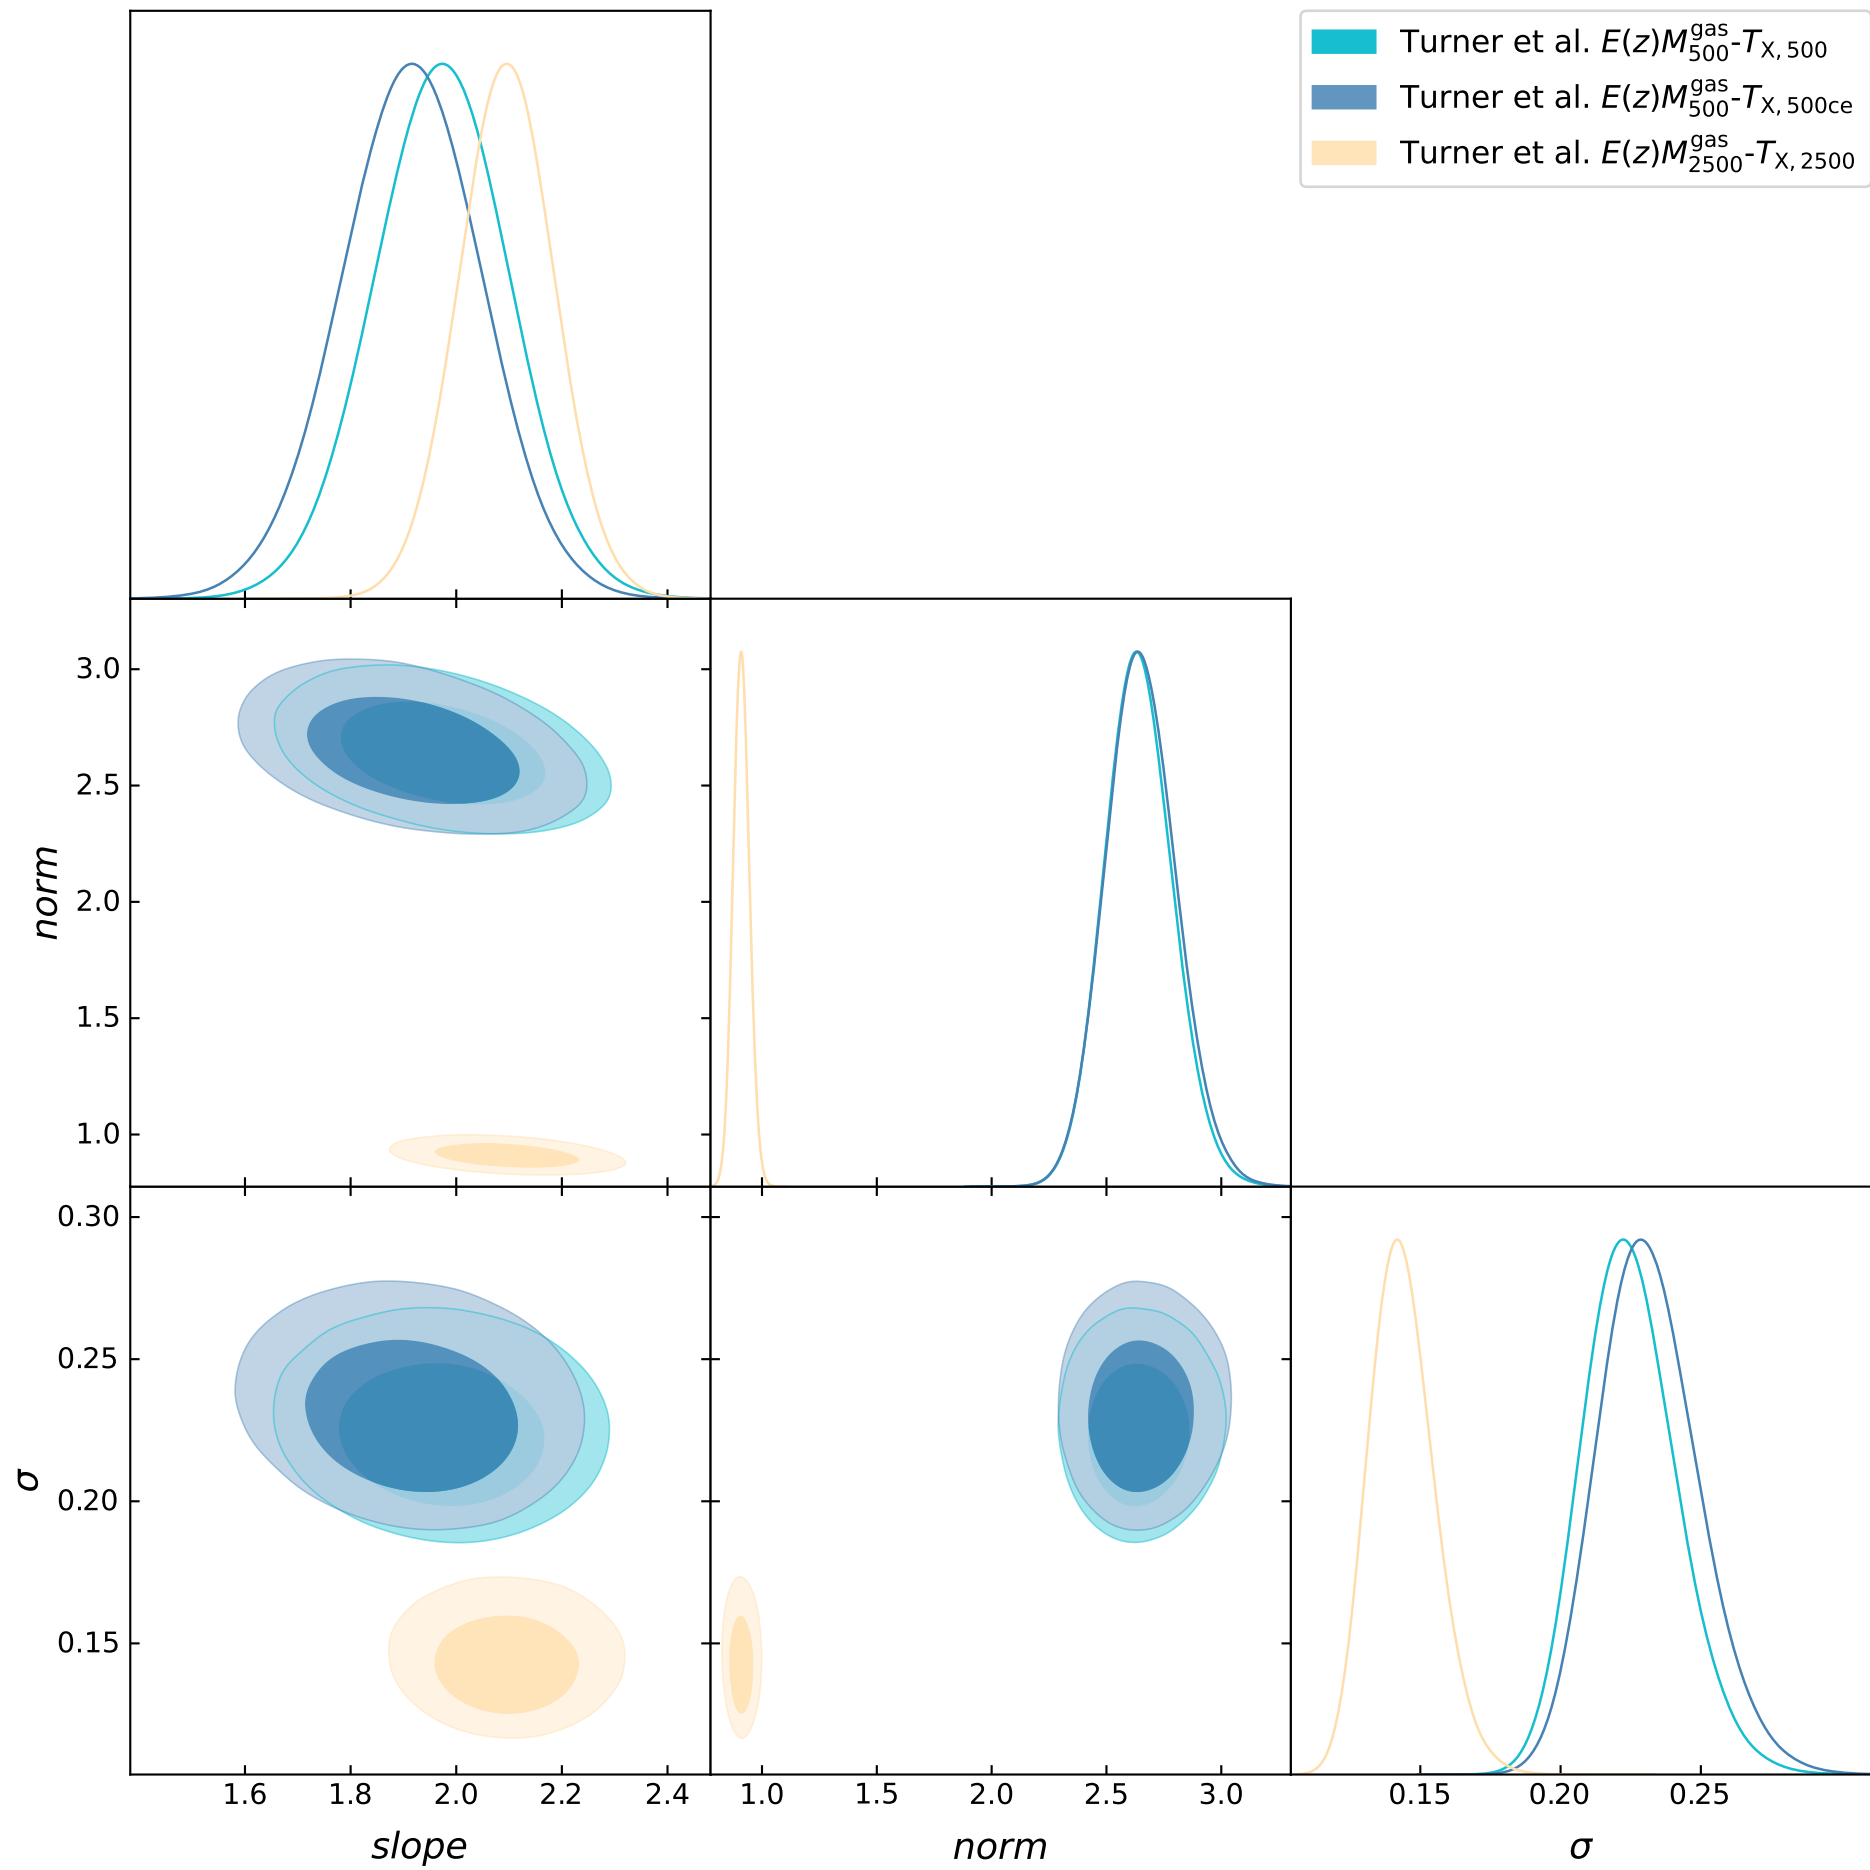 Turner et al. E(z)M^gas_500-T_X, 500
Turner et al. E(z)M^gas_500-T_X, 500ce
Turner et al. E(z)M^gas_2500-T_X, 2500
3.0
2.5
2.0
1.5
1.0
norm
0.30
0.25
0.20
0.15
σ
1.6 1.8 2.0 2.2 2.4 1.0 1.5 2.0 2.5 3.0 0.15 0.20 0.25
slope norm σ